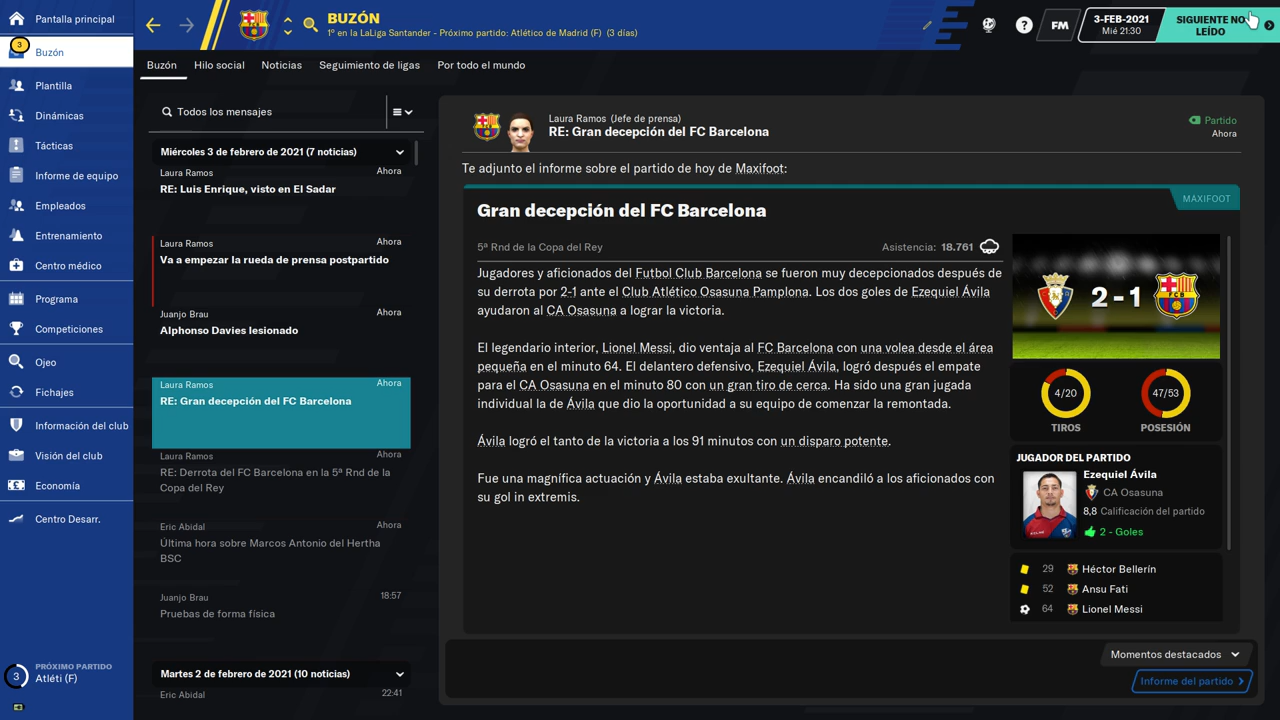 Pantalla principal
3
Buzón
Plantilla
Dinámicas
Tácticas
Informe de equipo
Empleados
Entrenamiento
Centro médico
Programa
Competiciones
Ojeo
Fichajes
Información del club
Visión del club
Economía
Centro Desarr.
3
PRÓXIMO PARTIDO
Atléti (F)
BUZÓN
1º en la LaLiga Santander - Próximo partido: Atlético de Madrid (F) (3 días)
?
FM
3-FEB-2021
Mié 21:30
SIGUIENTE NO
LEÍDO
Buzón Hilo social Noticias Seguimiento de ligas Por todo el mundo
Todos los mensajes
Miércoles 3 de febrero de 2021 (7 noticias)
Laura Ramos Ahora
RE: Luis Enrique, visto en El Sadar
Laura Ramos Ahora
Va a empezar la rueda de prensa postpartido
Juanjo Brau Ahora
Alphonso Davies lesionado
Laura Ramos Ahora
RE: Gran decepción del FC Barcelona
Laura Ramos Ahora
RE: Derrota del FC Barcelona en la 5ª Rnd de la
Copa del Rey
Eric Abidal Ahora
Última hora sobre Marcos Antonio del Hertha
BSC
Juanjo Brau 18:57
Pruebas de forma física
Martes 2 de febrero de 2021 (10 noticias)
Eric Abidal 22:41
Laura Ramos (Jefe de prensa)
RE: Gran decepción del FC Barcelona
Partido
Ahora
Te adjunto el informe sobre el partido de hoy de Maxifoot:
MAXIFOOT
Gran decepción del FC Barcelona
5ª Rnd de la Copa del Rey Asistencia: 18.761
Jugadores y aficionados del Futbol Club Barcelona se fueron muy decepcionados después de
su derrota por 2-1 ante el Club Atlético Osasuna Pamplona. Los dos goles de Ezequiel Ávila
ayudaron al CA Osasuna a lograr la victoria.
El legendario interior, Lionel Messi, dio ventaja al FC Barcelona con una volea desde el área
pequeña en el minuto 64. El delantero defensivo, Ezequiel Ávila, logró después el empate
para el CA Osasuna en el minuto 80 con un gran tiro de cerca. Ha sido una gran jugada
individual la de Ávila que dio la oportunidad a su equipo de comenzar la remontada.
Ávila logró el tanto de la victoria a los 91 minutos con un disparo potente.
Fue una magnífica actuación y Ávila estaba exultante. Ávila encandiló a los aficionados con
su gol in extremis.
2 - 1
4/20 47/53
TIROS POSESIÓN
JUGADOR DEL PARTIDO
Ezequiel Ávila
CA Osasuna
8,8 Calificación del partido
2 - Goles
29 Héctor Bellerín
52 Ansu Fati
64 Lionel Messi
Momentos destacados
Informe del partido